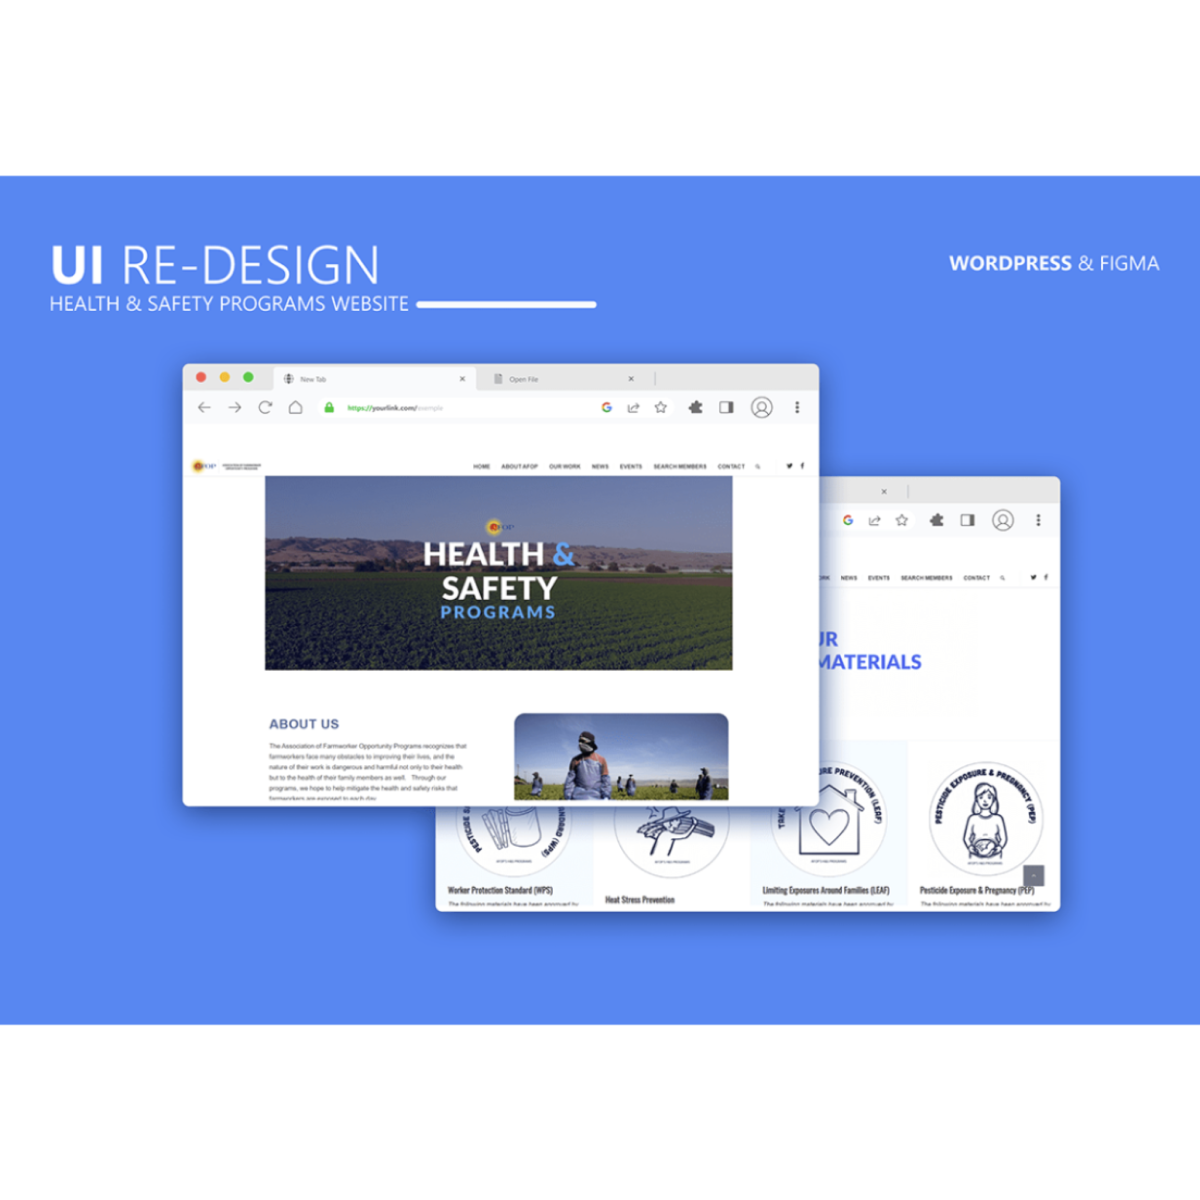 UI RE-DESIGN
HEALTH & SAFETY PROGRAMS WEBSITE
WORDPRESS & FIGMA
New Tab
Open File
https://yourlink.com/exemple
HOME ABOUT AFOP OUR WORK NEWS EVENTS SEARCH MEMBERS CONTACT
HEALTH &
SAFETY
PROGRAMS
ABOUT US
The Association of Farmworker Opportunity Programs recognizes that
farmworkers face many obstacles to improving their lives, and the
nature of their work is dangerous and harmful not only to their health
but to the health of their family members as well. Through our
programs, we hope to help mitigate the health and safety risks that
farmworkers are exposed to each day
NEWS EVENTS SEARCH MEMBERS CONTACT
UR
MATERIALS
PESTICIDE S
ANDARD (WPS)
TAKE
URE PREVENTION (LEAF)
PESTICIDE EXPOSURE & PREGNANCY (PEP)
Worker Protection Standard (WPS)
Heat Stress Prevention
Limiting Exposures Around Families (LEAF)
Pesticide Exposure & Pregnancy (PEP)
The following materials have been approved by
The following materials have been approved by
The following materials have been approved by